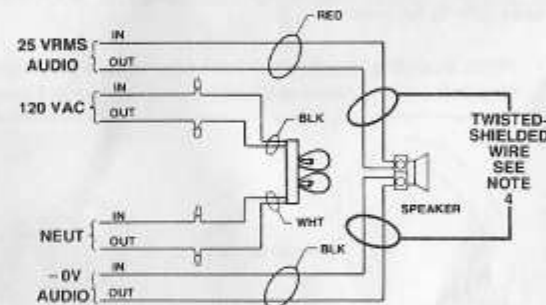 RED
IN
25 VRMS
AUDIO
OUT
IN
120 VAC
OUT
BLK
TWISTED-
SHIELDED
WIRE
SEE
NOTE
4
SPEAKER
IN
WHT
NEUT
OUT
BLK
IN
– 0V
AUDIO
OUT